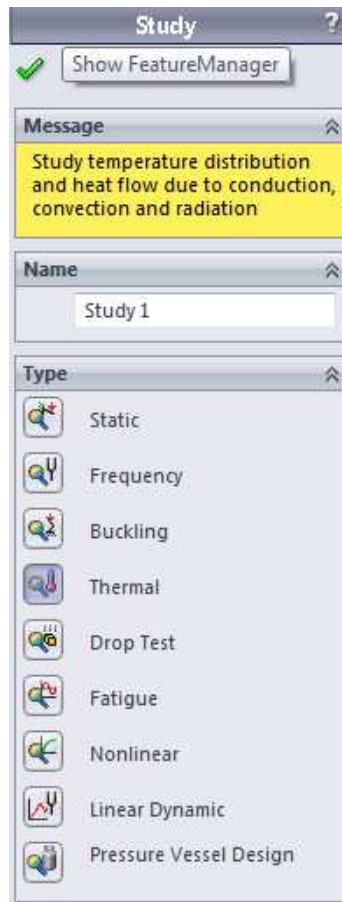 Study ?
Show FeatureManager
Message
Study temperature distribution
and heat flow due to conduction,
convection and radiation
Name
Study 1
Type
Static
Frequency
Buckling
Thermal
Drop Test
Fatigue
Nonlinear
Linear Dynamic
Pressure Vessel Design